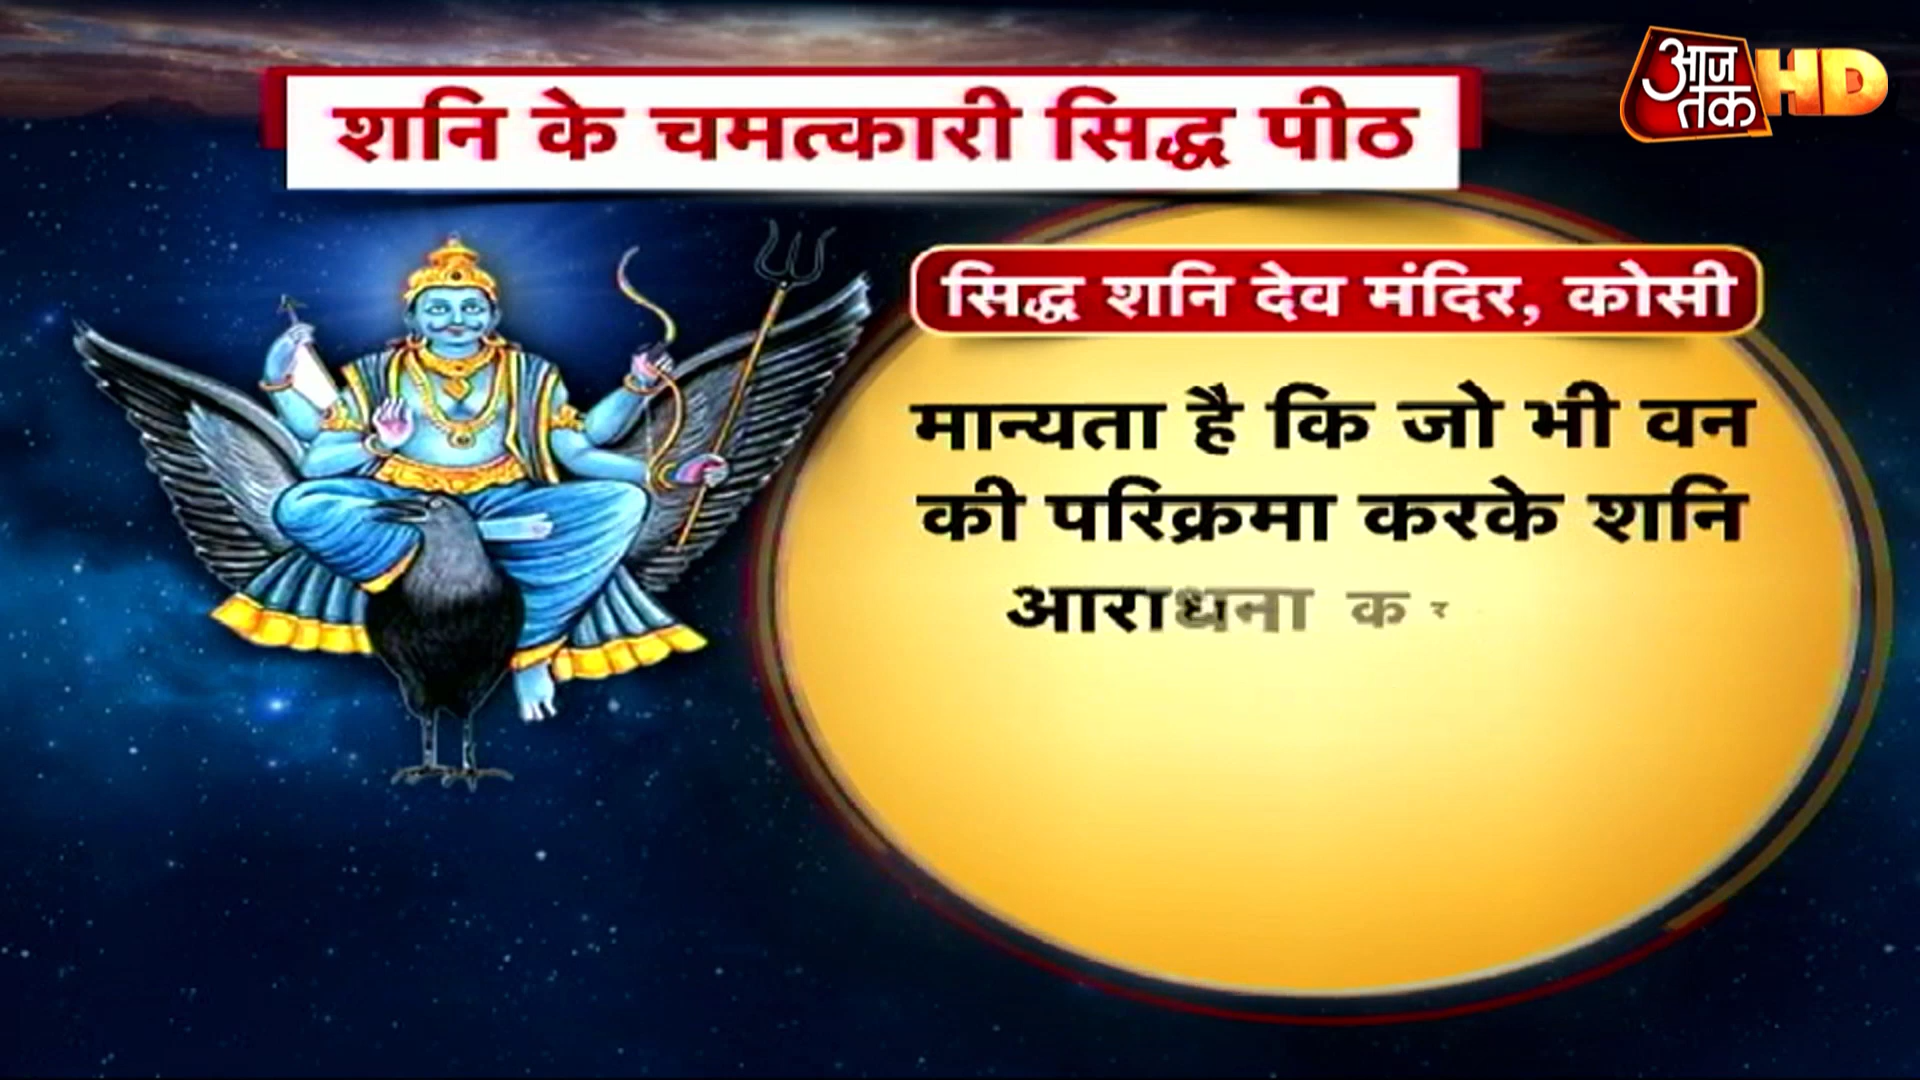 आज तक HD
शनि के चमत्कारी सिद्ध पीठ
सिद्ध शनि देव मंदिर, कोसी
मान्यता है कि जो भी वन
की परिक्रमा करके शनि
आराधना